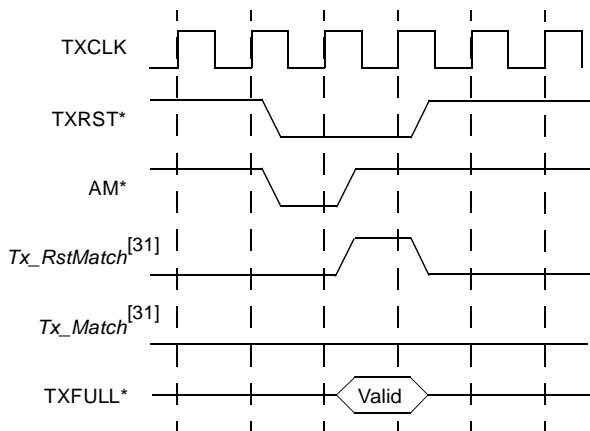 TXCLK
TXRST*
AM*
Tx_RstMatch[31]
Tx_Match[31]
TXFULL*
Valid